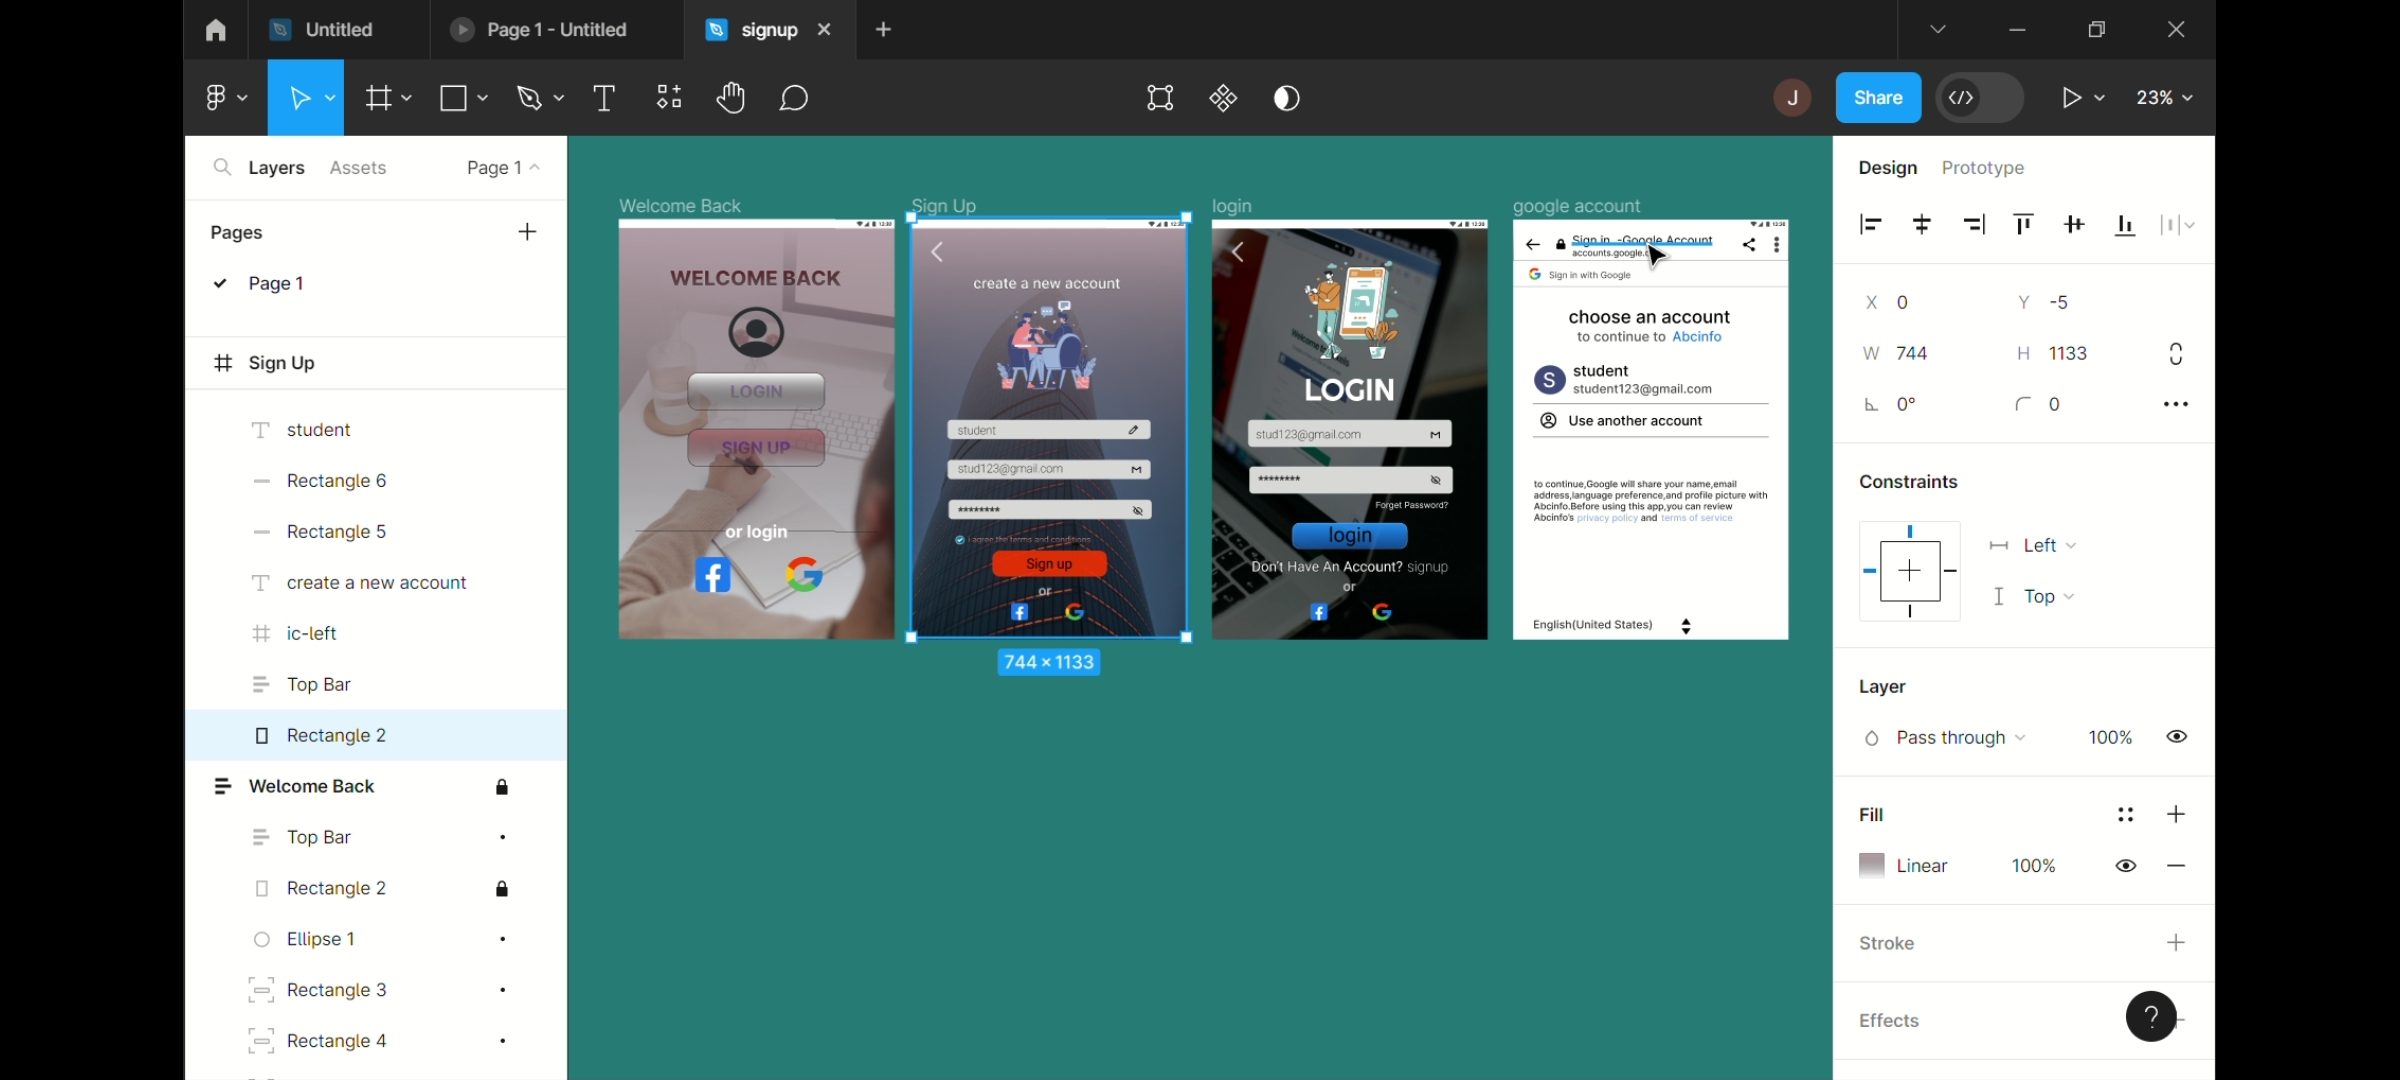 Untitled
Page 1 - Untitled
signup
J
Share
23%
Layers
Assets
Page 1
Pages
Page 1
Sign Up
student
Rectangle 6
Rectangle 5
create a new account
ic-left
Top Bar
Rectangle 2
Welcome Back
Top Bar
Rectangle 2
Ellipse 1
Rectangle 3
Rectangle 4
Welcome Back
12:30
WELCOME BACK
LOGIN
SIGN UP
or login
Sign Up
12:30
create a new account
student
stud123@gmail.com
********
i agree the terms and conditions
Sign up
or
744 × 1133
login
12:30
LOGIN
stud123@gmail.com
********
Forget Password?
login
Don't Have An Account? signup
or
google account
12:30
Sign in -Google Account
accounts.google.
G Sign in with Google
choose an account
to continue to Abcinfo
S
student
student123@gmail.com
Use another account
to continue,Google will share your name,email
address,language preference,and profile picture with
Abcinfo.Before using this app,you can review
Abcinfo's privacy policy and terms of service
English(United States)
Design
Prototype
X 0
Y -5
W 744
H 1133
0°
0
Constraints
Left
Top
Layer
Pass through
100%
Fill
Linear
100%
Stroke
Effects
?